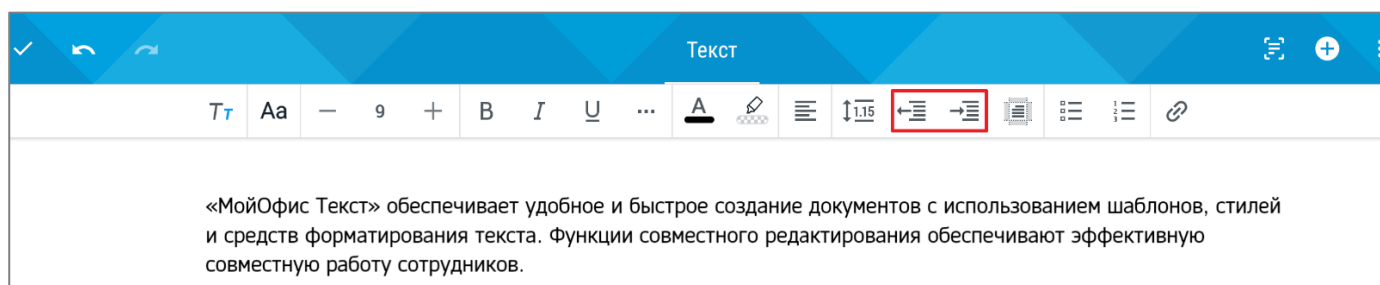 Текст
Тт Aa — 9 + B I U ... A 1.15
«МойОфис Текст» обеспечивает удобное и быстрое создание документов с использованием шаблонов, стилей
и средств форматирования текста. Функции совместного редактирования обеспечивают эффективную
совместную работу сотрудников.